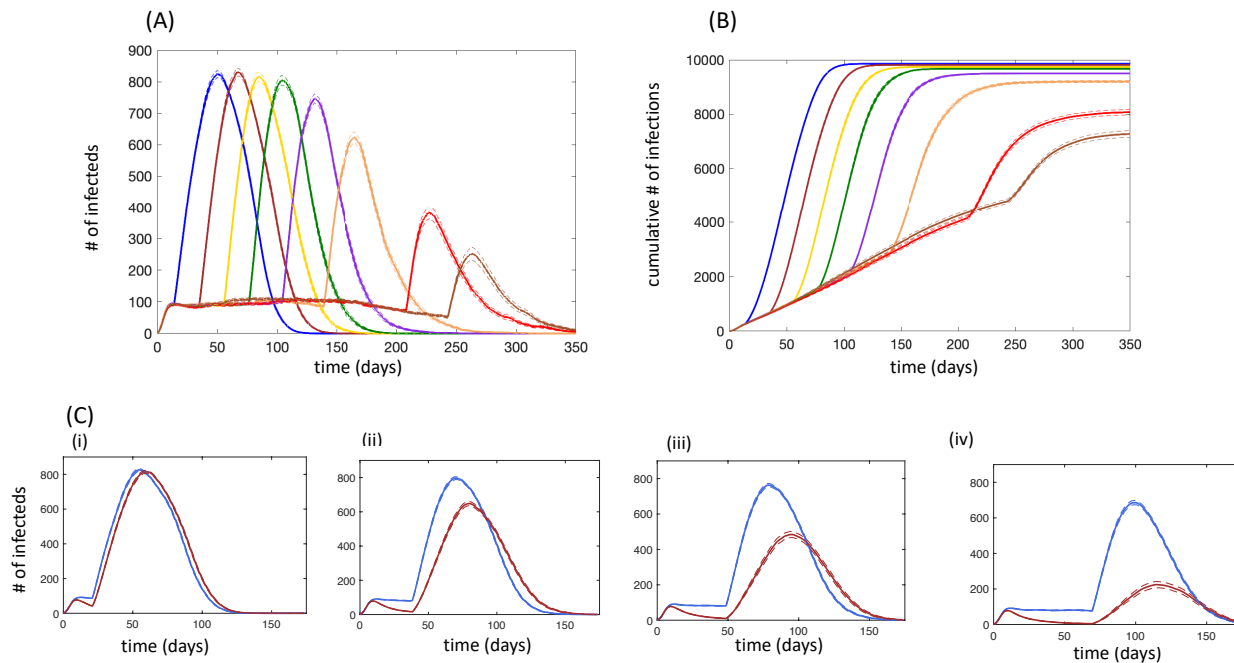 (A)
900
800
700
600
500
400
300
200
100
0
# of infecteds
0 50 100 150 200 250 300 350
time (days)
(B)
10000
8000
6000
4000
2000
0
cumulative # of infections
0 50 100 150 200 250 300 350
time (days)
(C)
(i)
800
600
400
200
0
# of infecteds
0 50 100 150
time (days)
(ii)
800
600
400
200
0
0 50 100 150
time (days)
(iii)
800
600
400
200
0
0 50 100 150
time (days)
(iv)
800
600
400
200
0
0 50 100 150
time (days)